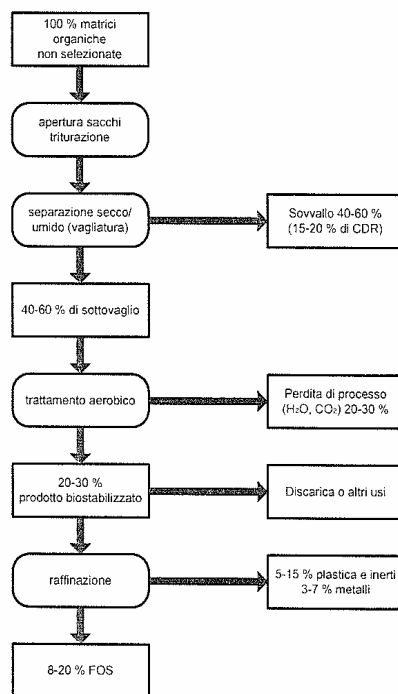 100 % matrici
organiche
non selezionate
apertura sacchi
triturazione
separazione secco/
umido (vagliatura)
Sovvallo 40-60 %
(15-20 % di CDR)
40-60 % di sottovaglio
trattamento aerobico
Perdita di processo
(H₂O, CO₂) 20-30 %
20-30 %
prodotto biostabilizzato
Discarica o altri usi
raffinazione
5-15 % plastica e inerti
3-7 % metalli
8-20 % FOS